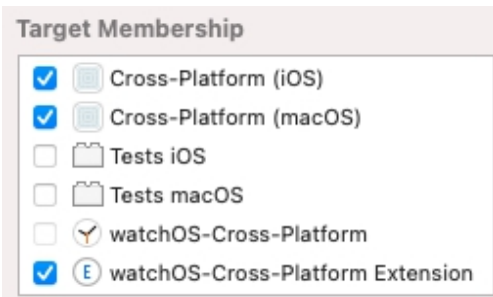 Target Membership
Cross-Platform (iOS)
Cross-Platform (macOS)
Tests iOS
Tests macOS
watchOS-Cross-Platform
E watchOS-Cross-Platform Extension